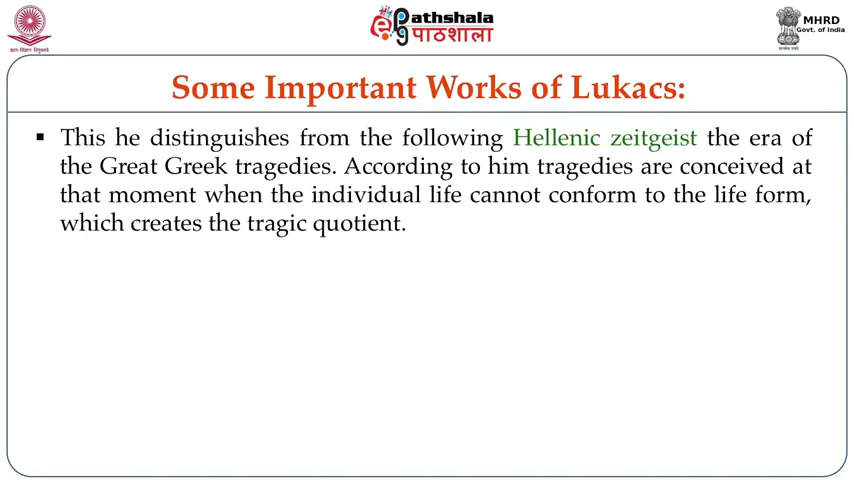 ePathshala
पाठशाला
MHRD
Govt. of India
Some Important Works of Lukacs:
▪ This he distinguishes from the following Hellenic zeitgeist the era of
the Great Greek tragedies. According to him tragedies are conceived at
that moment when the individual life cannot conform to the life form,
which creates the tragic quotient.